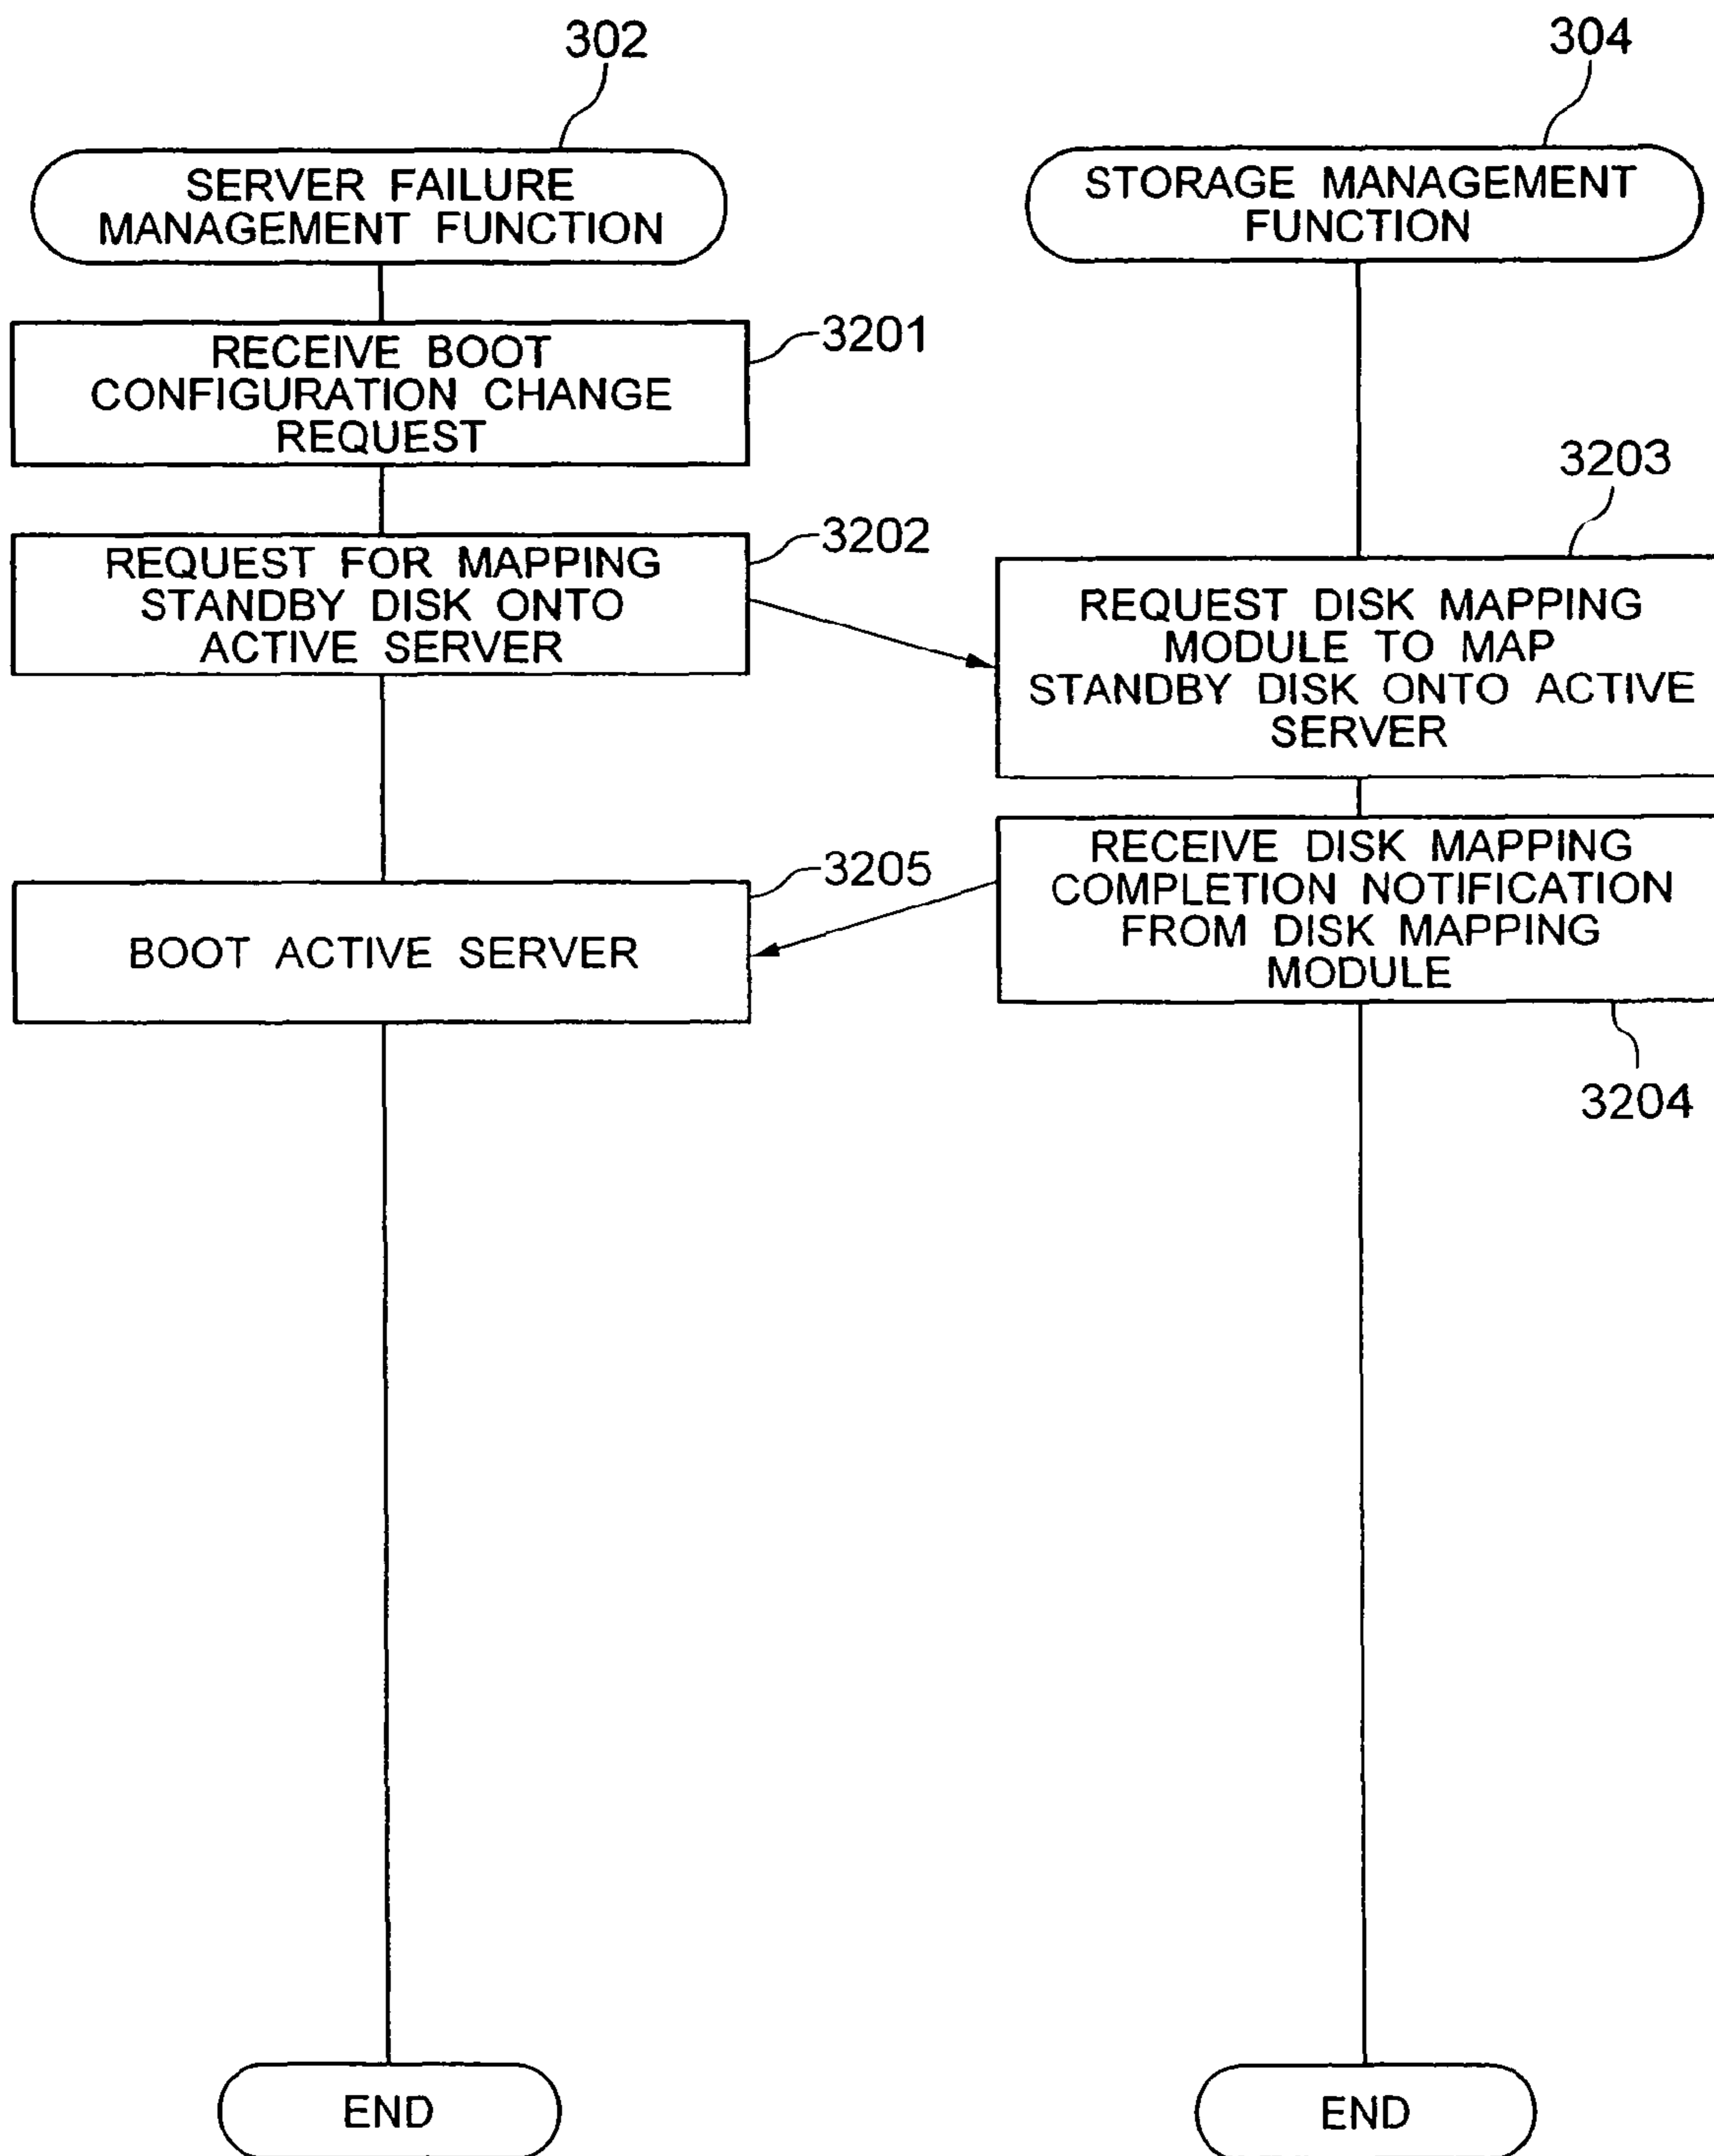 302
304
SERVER FAILURE
MANAGEMENT FUNCTION
STORAGE MANAGEMENT
FUNCTION
3201
RECEIVE BOOT
CONFIGURATION CHANGE
REQUEST
3202
REQUEST FOR MAPPING
STANDBY DISK ONTO
ACTIVE SERVER
3203
REQUEST DISK MAPPING
MODULE TO MAP
STANDBY DISK ONTO ACTIVE
SERVER
3205
BOOT ACTIVE SERVER
RECEIVE DISK MAPPING
COMPLETION NOTIFICATION
FROM DISK MAPPING
MODULE
3204
END
END